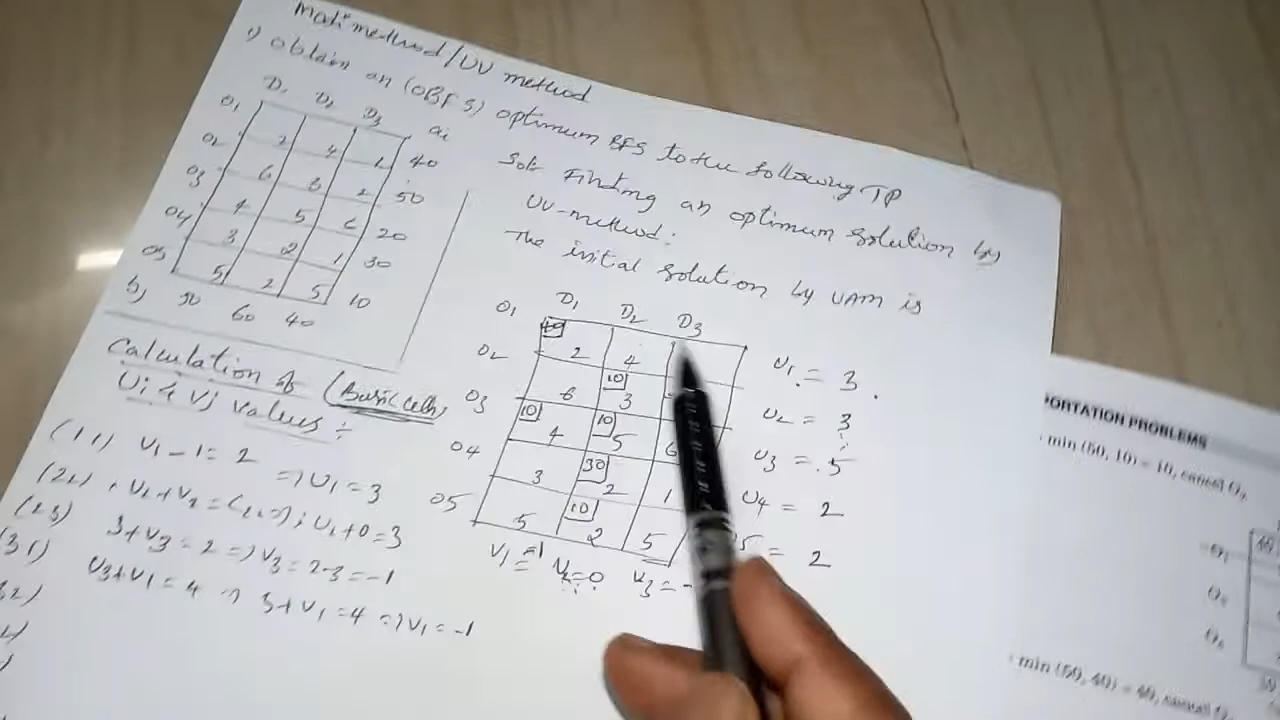 Modi method / UV method
1) Obtain an (OBFS) optimum BFS to the following TP
D1 D2 D3 ai
O1 2 4 1 40
O2 6 3 2 50
O3 4 5 6 20
O4 3 2 1 30
O5 5 2 5 10
bj 50 60 40
Sol: Finding an optimum solution by
UV-method:
The initial solution by VAM is
D1 D2 D3
O1 40 2 4 U1 = 3
O2 6 10 3 U2 = 3
O3 10 4 10 5 6 U3 = 5
O4 3 30 2 1 U4 = 2
O5 5 10 2 5 5 = 2
V1 = -1 V2 = 0 V3 = -
Calculation of (Basic cells)
Ui & Vj values :
(11) U1 - 1 = 2 => U1 = 3
(22)
(23) 3 + V3 = 2 => V3 = 2-3 = -1
31) U3 + V1 = 4 => 5 + V1 = 4 => V1 = -1
PORTATION PROBLEMS
min (50, 10) = 10, cancel O
min (50, 40) = 40, cancel